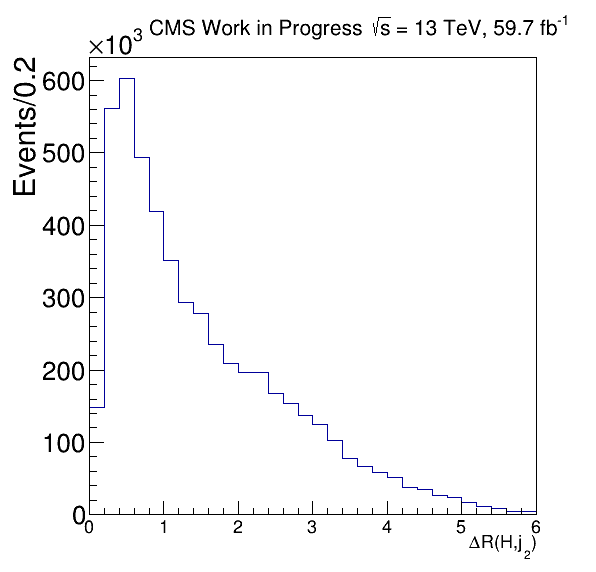 ×10³ CMS Work in Progress √s = 13 TeV, 59.7 fb⁻¹
Events/0.2
600
500
400
300
200
100
0
0 1 2 3 4 5 6
ΔR(H,j₂)